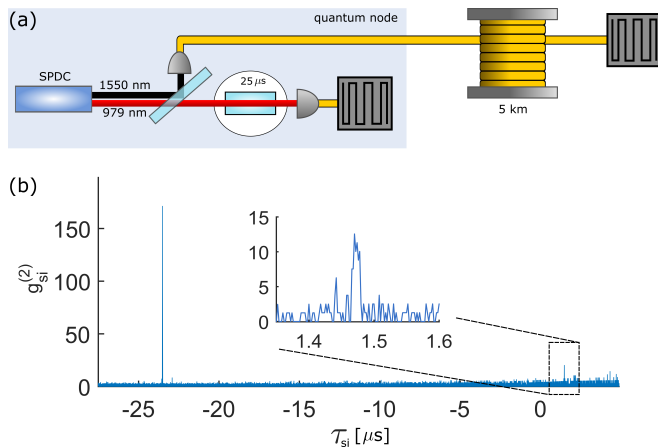 (a)
quantum node
SPDC
1550 nm
979 nm
25 μs
5 km
(b)
g_si^(2)
150
100
50
0
15
10
5
0
1.4 1.5 1.6
-25 -20 -15 -10 -5 0
τ_si [μs]